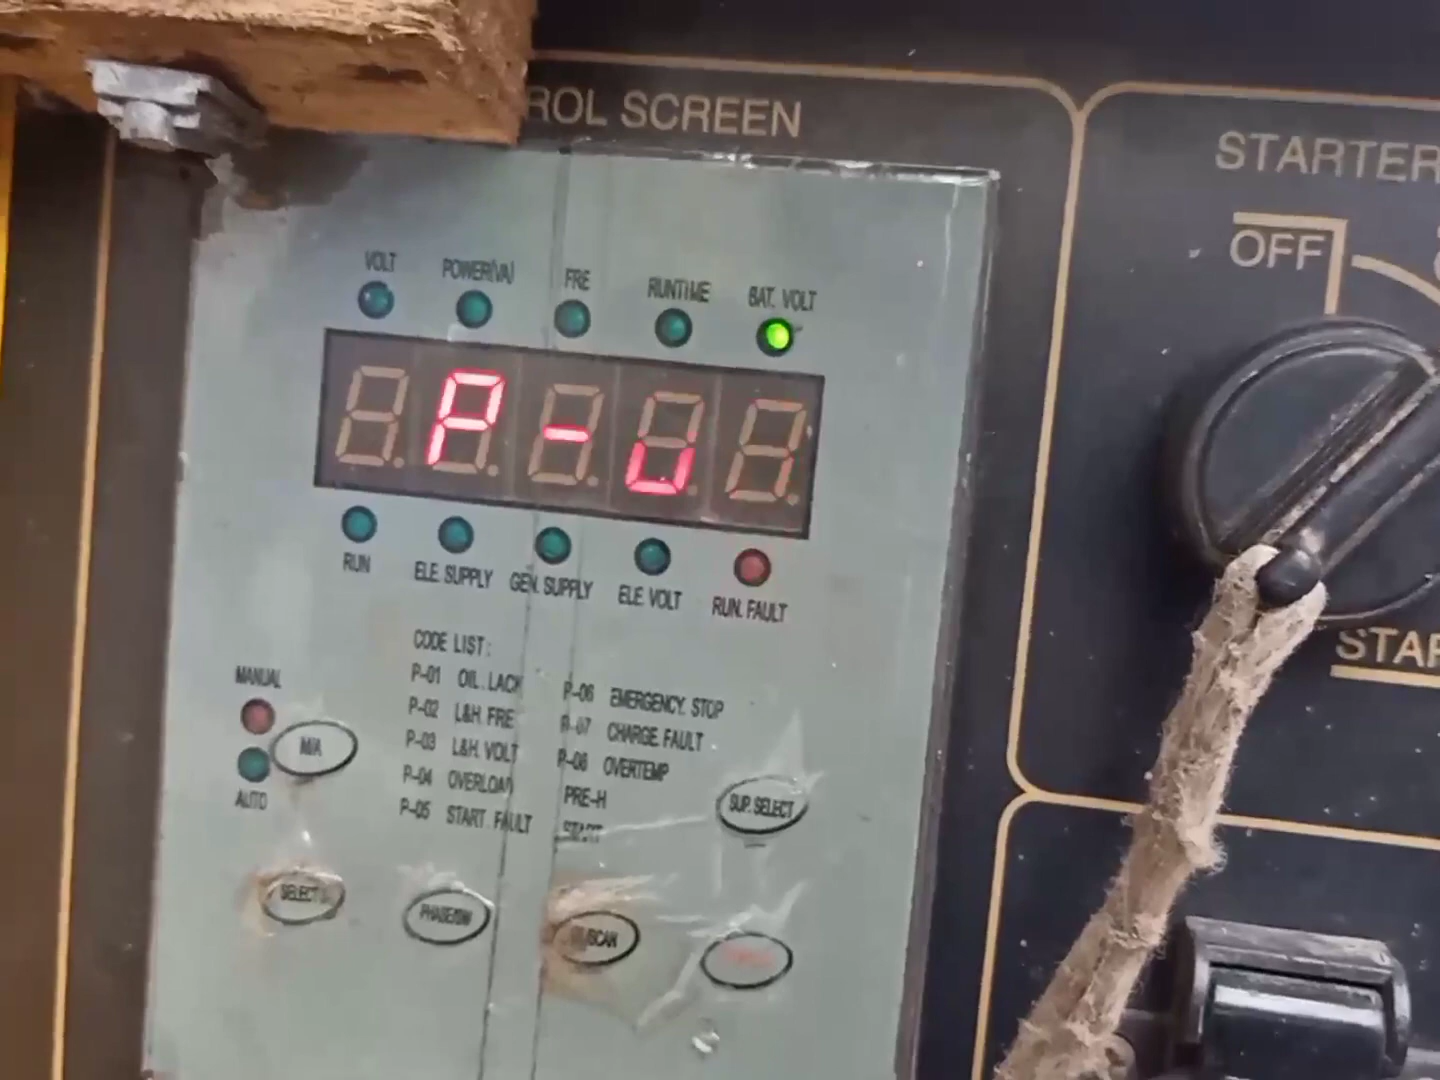 ROL SCREEN
STARTER
OFF
VOLT POWER(VA) FRE RUNTIME BAT. VOLT
P-u
RUN ELE. SUPPLY GEN. SUPPLY ELE. VOLT RUN. FAULT
CODE LIST:
P-01 OIL. LACK
P-02 L&H. FRE
P-03 L&H. VOLT
P-04 OVERLOAD
P-05 START. FAULT
P-06 EMERGENCY. STOP
P-07 CHARGE. FAULT
P-08 OVERTEMP
PRE-H
START
MANUAL
M/A
AUTO
SUP. SELECT
SELECT
SCAN
STAR